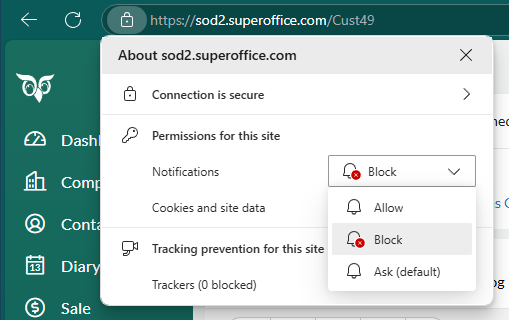 https://sod2.superoffice.com/Cust49
About sod2.superoffice.com
Connection is secure
Permissions for this site
Notifications
Block
Cookies and site data
Allow
Block
Ask (default)
Tracking prevention for this site
Trackers (0 blocked)
Dash
Comp
Conta
13
Diary
Sale